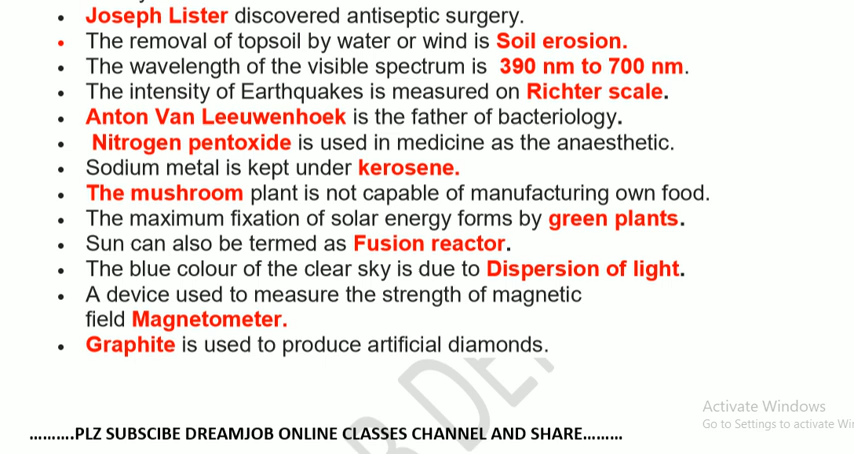 • Joseph Lister discovered antiseptic surgery.
• The removal of topsoil by water or wind is Soil erosion.
• The wavelength of the visible spectrum is 390 nm to 700 nm.
• The intensity of Earthquakes is measured on Richter scale.
• Anton Van Leeuwenhoek is the father of bacteriology.
• Nitrogen pentoxide is used in medicine as the anaesthetic.
• Sodium metal is kept under kerosene.
• The mushroom plant is not capable of manufacturing own food.
• The maximum fixation of solar energy forms by green plants.
• Sun can also be termed as Fusion reactor.
• The blue colour of the clear sky is due to Dispersion of light.
• A device used to measure the strength of magnetic
field Magnetometer.
• Graphite is used to produce artificial diamonds.
Activate Windows
Go to Settings to activate
..........PLZ SUBSCIBE DREAMJOB ONLINE CLASSES CHANNEL AND SHARE.........